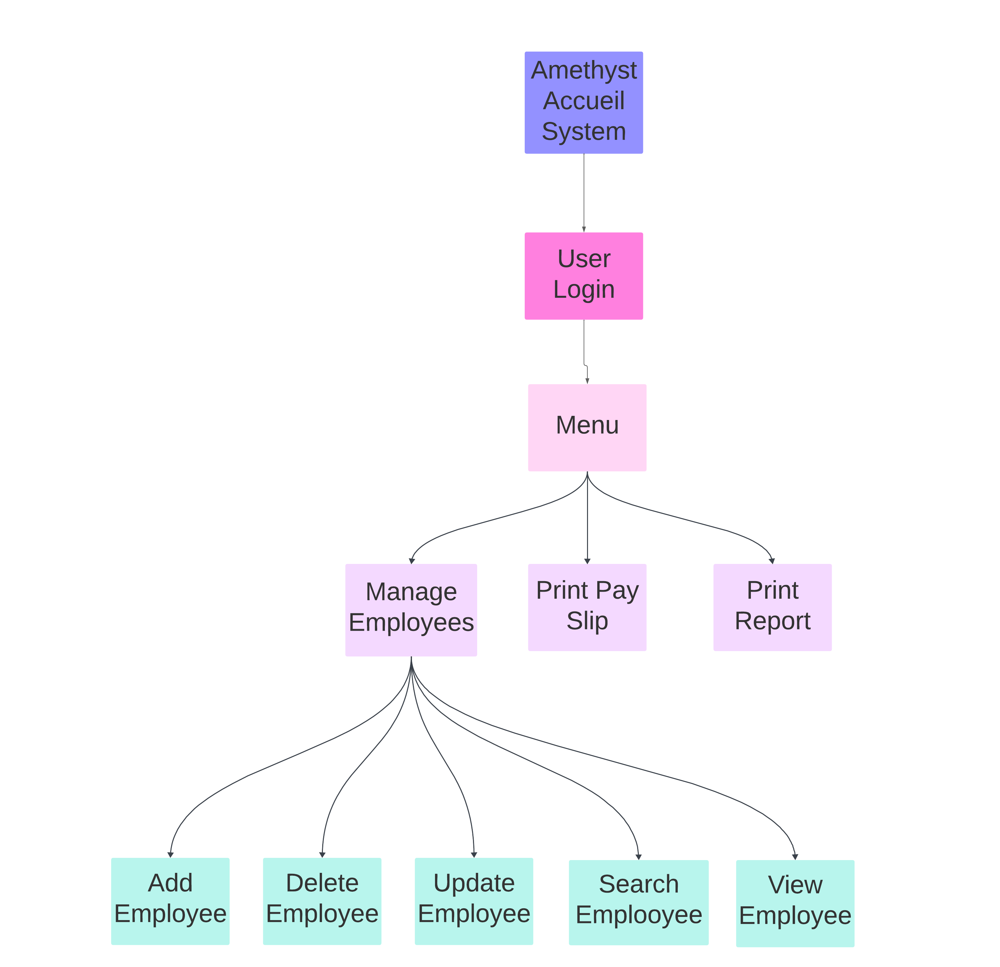 Amethyst
Accueil
System
User
Login
Menu
Manage
Employees
Print Pay
Slip
Print
Report
Add
Employee
Delete
Employee
Update
Employee
Search
Emplooyee
View
Employee